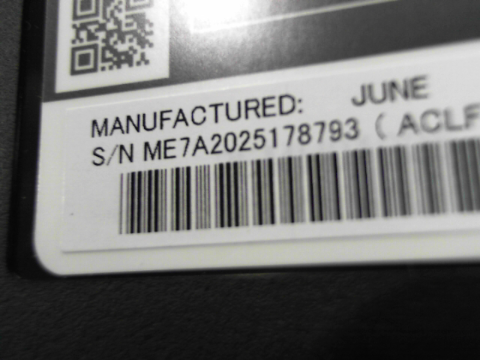 MANUFACTURED: JUNE
S/N ME7A2025178793 ( ACLF